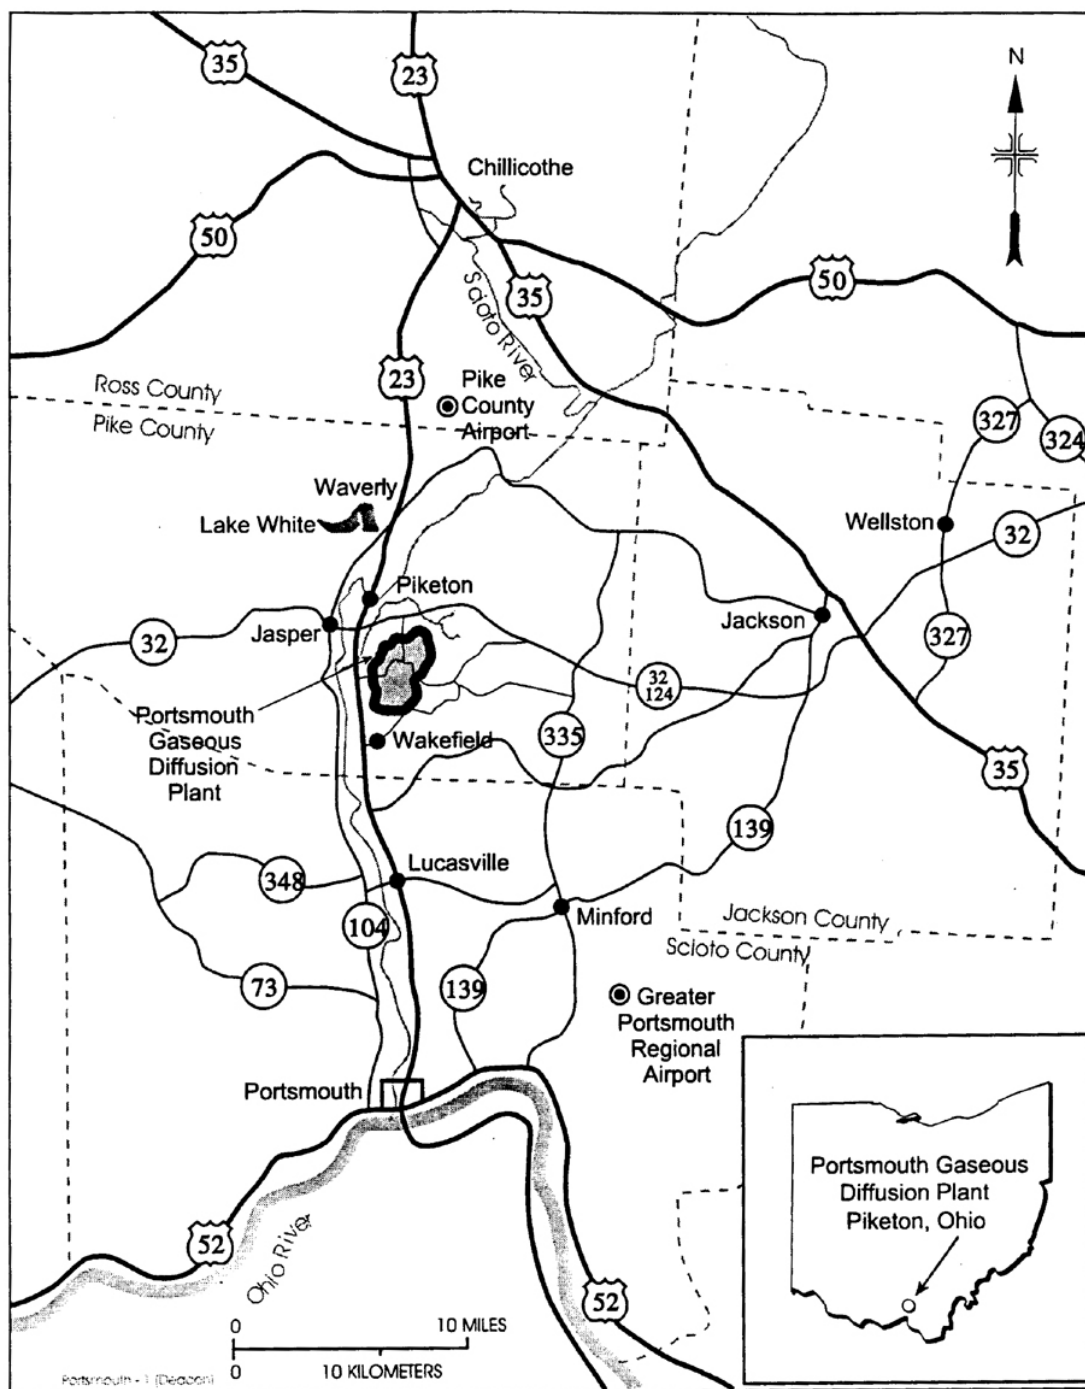 35
23
N
Chillicothe
50
Scioto River
35
50
23
Pike
County
Airport
Ross County
Pike County
327
324
Waverly
Lake White
Wellston
32
Piketon
Jasper
32
Jackson
327
32
124
Portsmouth
Gaseous
Diffusion
Plant
Wakefield
335
35
139
Lucasville
348
Minford
104
Jackson County
Scioto County
73
139
Greater
Portsmouth
Regional
Airport
Portsmouth
Portsmouth Gaseous
Diffusion Plant
Piketon, Ohio
52
Ohio River
52
0 10 MILES
0 10 KILOMETERS
Portsmouth - 1 (Deacon)